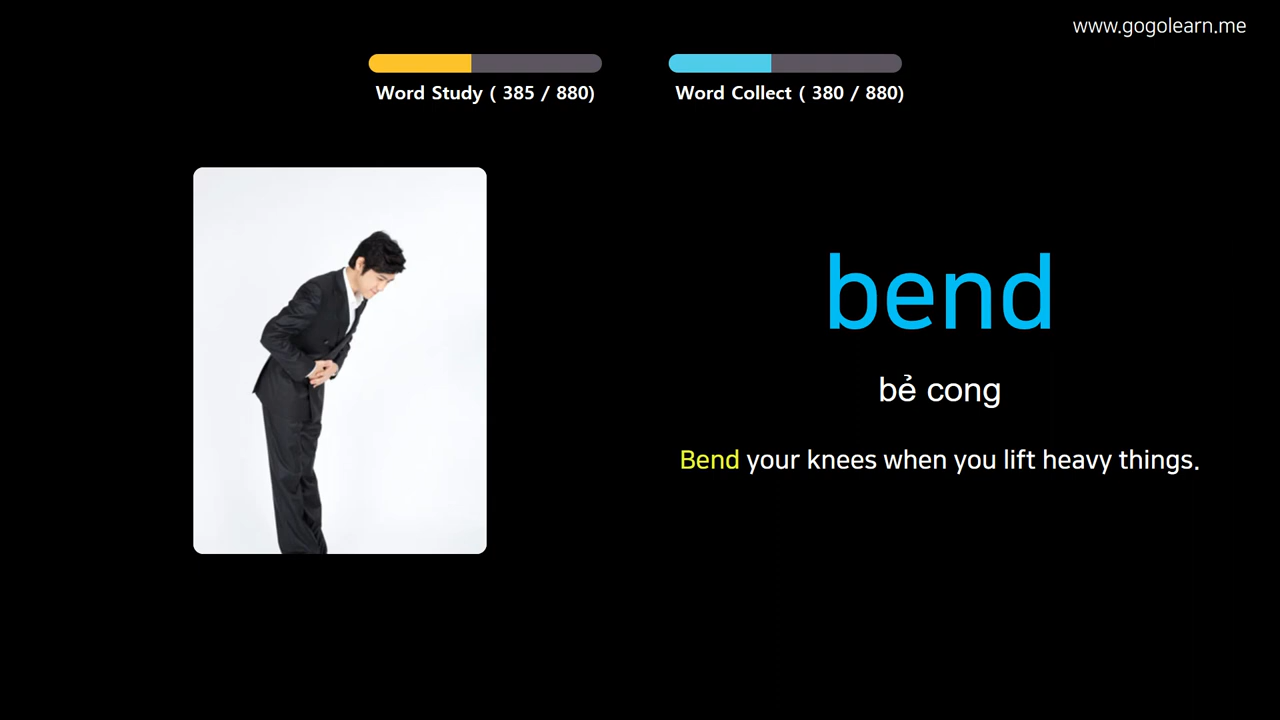 www.gogolearn.me
Word Study ( 385 / 880)
Word Collect ( 380 / 880)
bend
bẻ cong
Bend your knees when you lift heavy things.